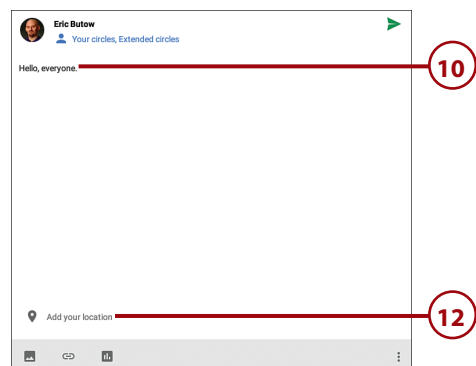 Eric Butow
Your circles, Extended circles
Hello, everyone.
10
Add your location
12